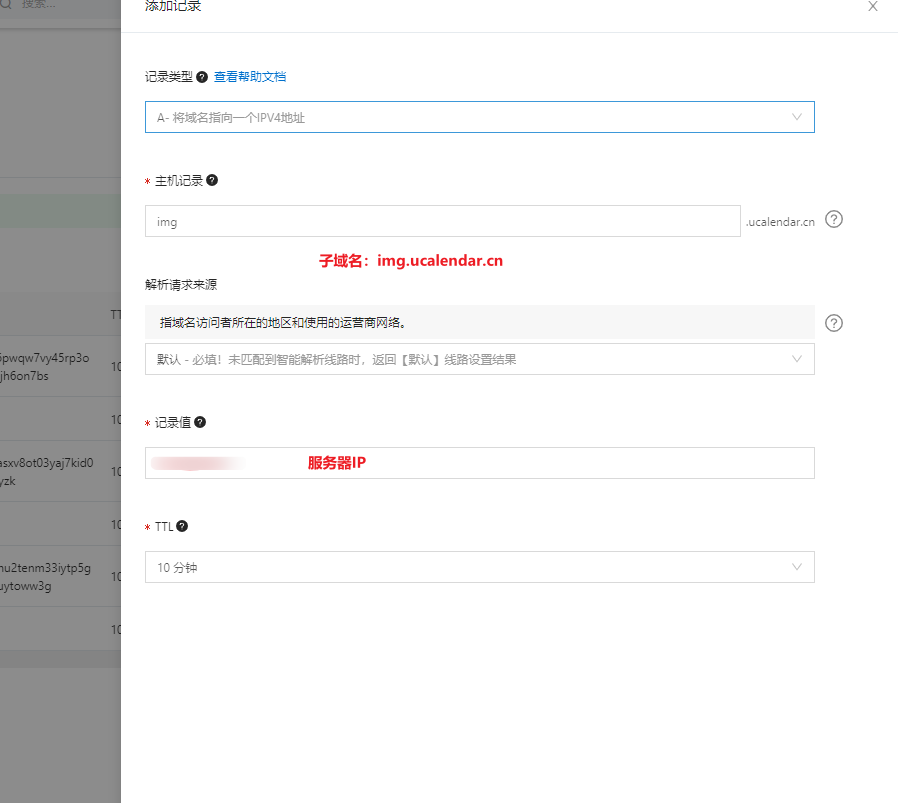 搜索...
添加记录
记录类型 查看帮助文档
A- 将域名指向一个IPV4地址
* 主机记录
img .ucalendar.cn
子域名：img.ucalendar.cn
解析请求来源
指域名访问者所在的地区和使用的运营商网络。
默认 - 必填！未匹配到智能解析线路时，返回【默认】线路设置结果
* 记录值
服务器IP
* TTL
10 分钟
TT
5pwqw7vy45rp3o
jh6on7bs
10
10
asxv8ot03yaj7kid0
yzk
10
10
nu2tenm33iytp5g
uytoww3g
10
10